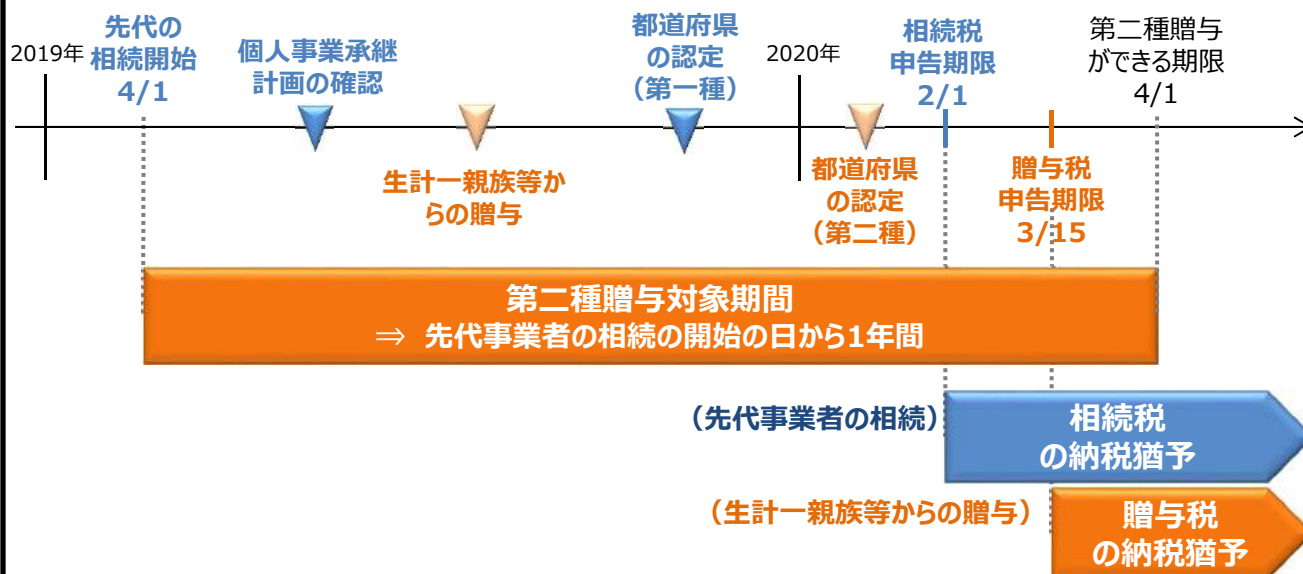 2019年
先代の
相続開始
4/1
個人事業承継
計画の確認
都道府県
の認定
（第一種）
2020年
相続税
申告期限
2/1
第二種贈与
ができる期限
4/1
生計一親族等か
らの贈与
都道府県
の認定
（第二種）
贈与税
申告期限
3/15
第二種贈与対象期間
⇒ 先代事業者の相続の開始の日から1年間
（先代事業者の相続）
相続税
の納税猶予
（生計一親族等からの贈与）
贈与税
の納税猶予